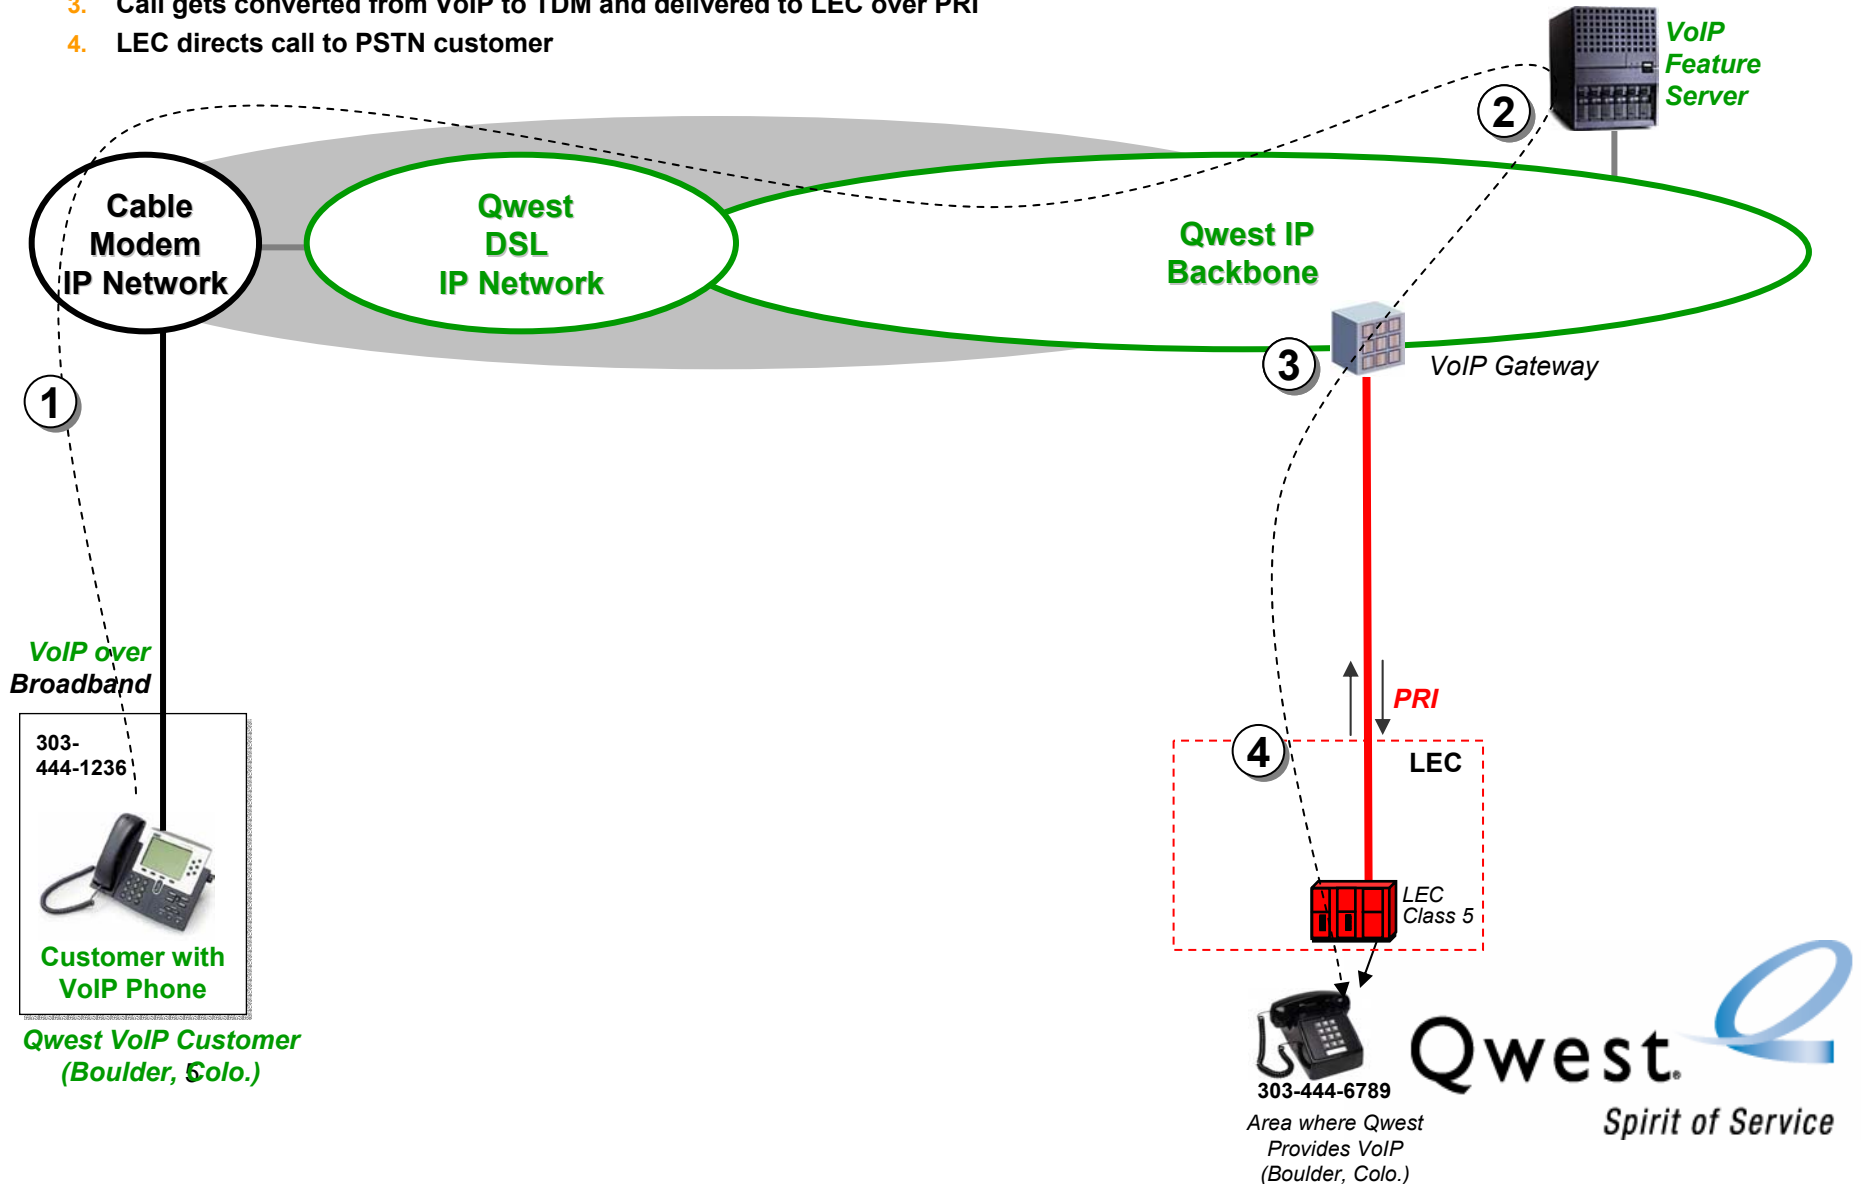 3. Call gets converted from VoIP to TDM and delivered to LEC over PRI
4. LEC directs call to PSTN customer
VoIP
Feature
Server
2
Cable
Modem
IP Network
Qwest
DSL
IP Network
Qwest IP
Backbone
3
VoIP Gateway
1
VoIP over
Broadband
PRI
303-
444-1236
4
LEC
LEC
Class 5
Customer with
VoIP Phone
Qwest VoIP Customer
(Boulder, Colo.)
5
303-444-6789
Area where Qwest
Provides VoIP
(Boulder, Colo.)
Qwest®
Spirit of Service